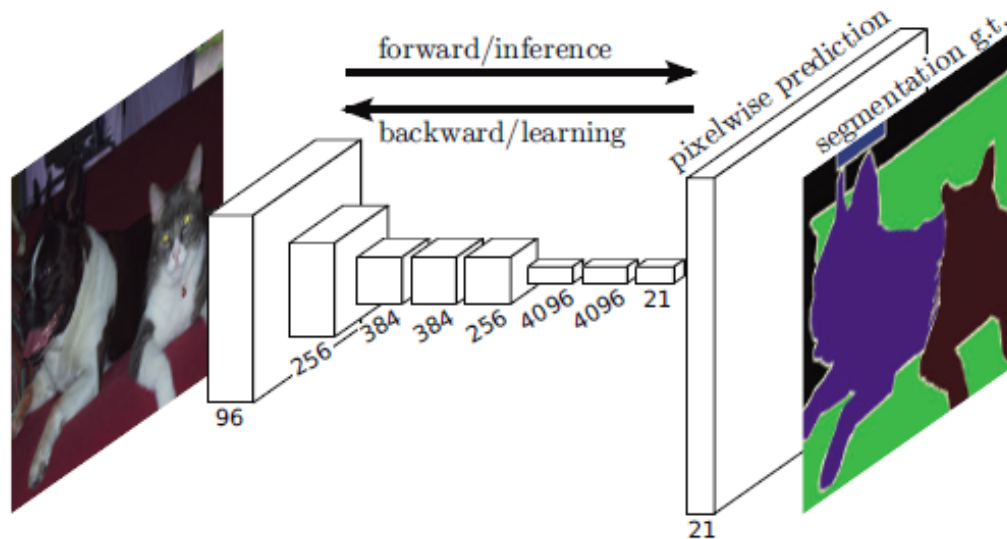 forward/inference
backward/learning
pixelwise prediction
segmentation g.t.
96
256
384
384
256
4096
4096
21
21